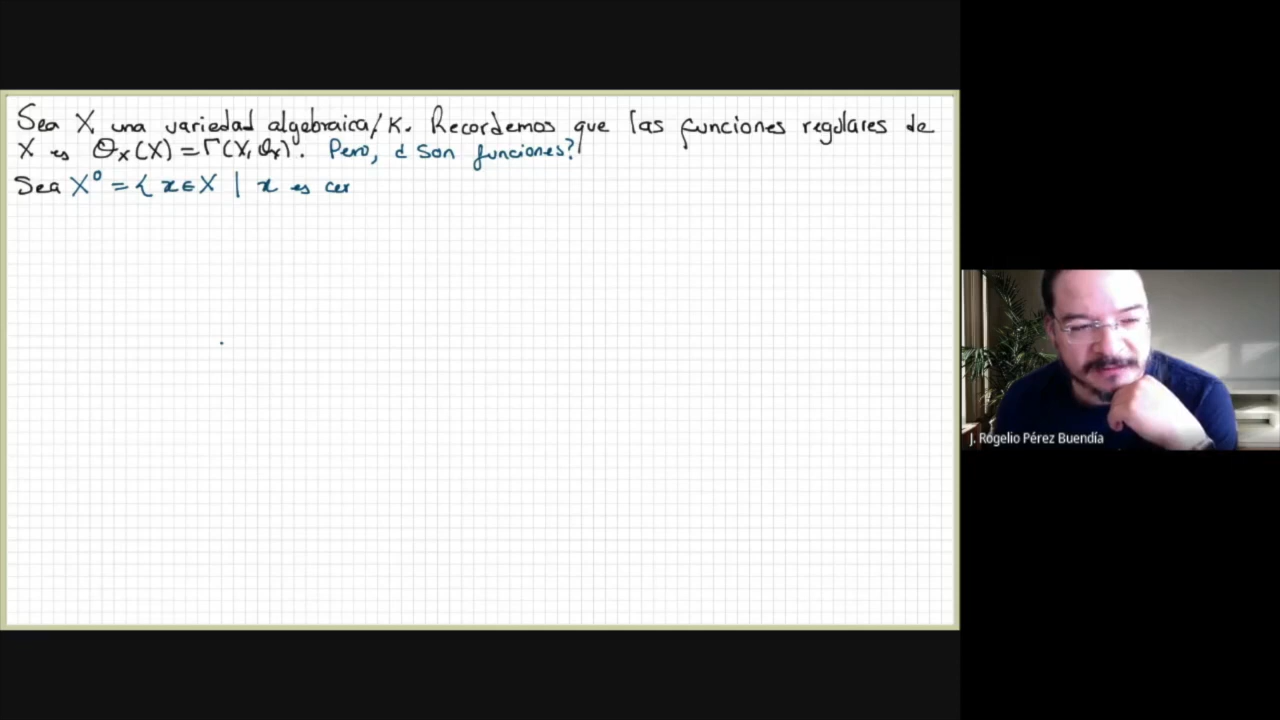 Sea X una variedad algebraica/K. Recordemos que las funciones regulares de
X es O_X(X) = Γ(X, O_X). Pero, ¿ Son funciones?
Sea X⁰ = { x ∈ X | x es cer
J. Rogelio Pérez Buendía